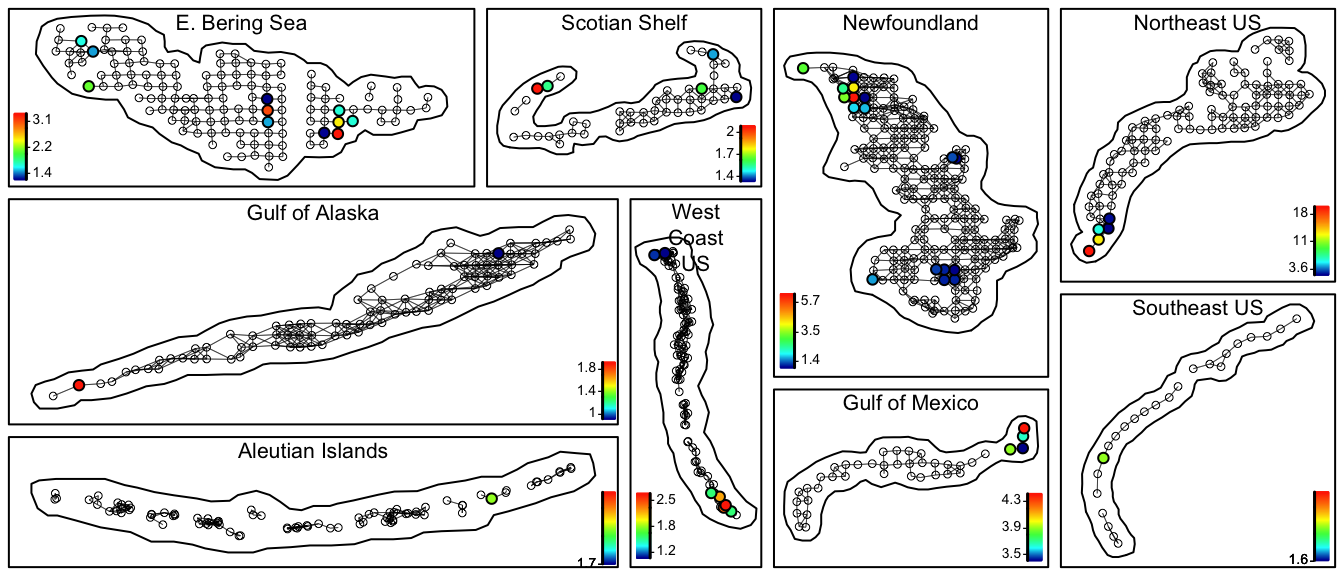 E. Bering Sea
3.1
2.2
1.4
Scotian Shelf
2
1.7
1.4
Newfoundland
5.7
3.5
1.4
Northeast US
18
11
3.6
Gulf of Alaska
1.8
1.4
1
West
Coast
US
2.5
1.8
1.2
Aleutian Islands
1.7
Gulf of Mexico
4.3
3.9
3.5
Southeast US
1.6